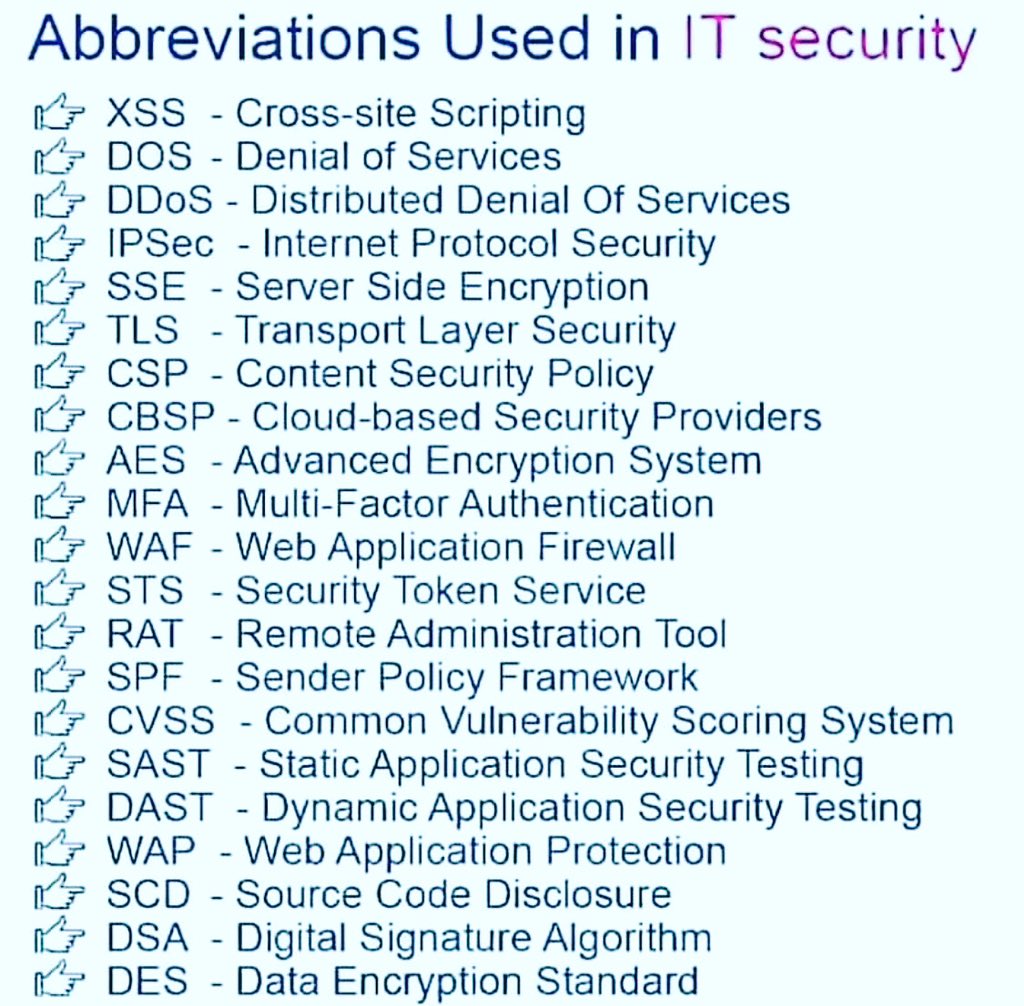 Abbreviations Used in IT security
XSS - Cross-site Scripting
DOS - Denial of Services
DDoS - Distributed Denial Of Services
IPSec - Internet Protocol Security
SSE - Server Side Encryption
TLS - Transport Layer Security
CSP - Content Security Policy
CBSP - Cloud-based Security Providers
AES - Advanced Encryption System
MFA - Multi-Factor Authentication
WAF - Web Application Firewall
STS - Security Token Service
RAT - Remote Administration Tool
SPF - Sender Policy Framework
CVSS - Common Vulnerability Scoring System
SAST - Static Application Security Testing
DAST - Dynamic Application Security Testing
WAP - Web Application Protection
SCD - Source Code Disclosure
DSA - Digital Signature Algorithm
DES - Data Encryption Standard